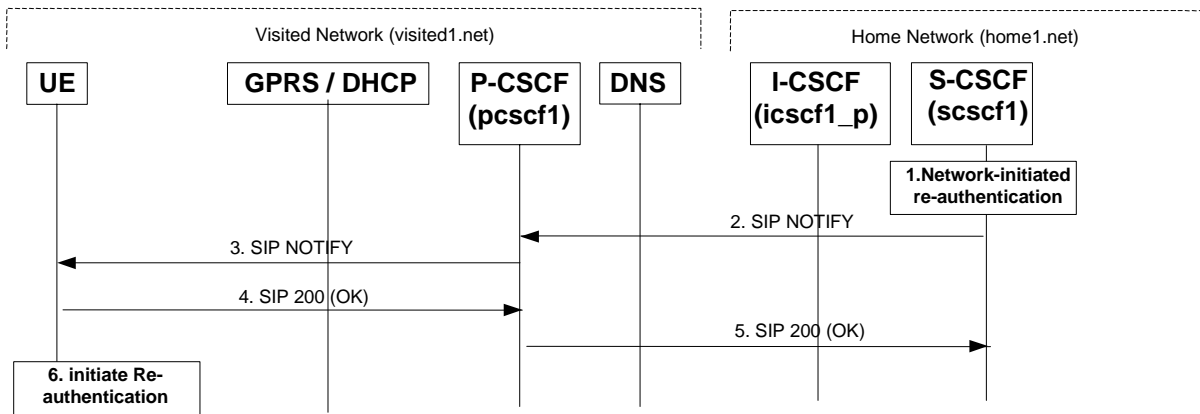 Visited Network (visited1.net)
Home Network (home1.net)
UE
GPRS / DHCP
P-CSCF
(pcscf1)
DNS
I-CSCF
(icscf1_p)
S-CSCF
(scscf1)
1.Network-initiated
re-authentication
2. SIP NOTIFY
3. SIP NOTIFY
4. SIP 200 (OK)
5. SIP 200 (OK)
6. initiate Re-
authentication